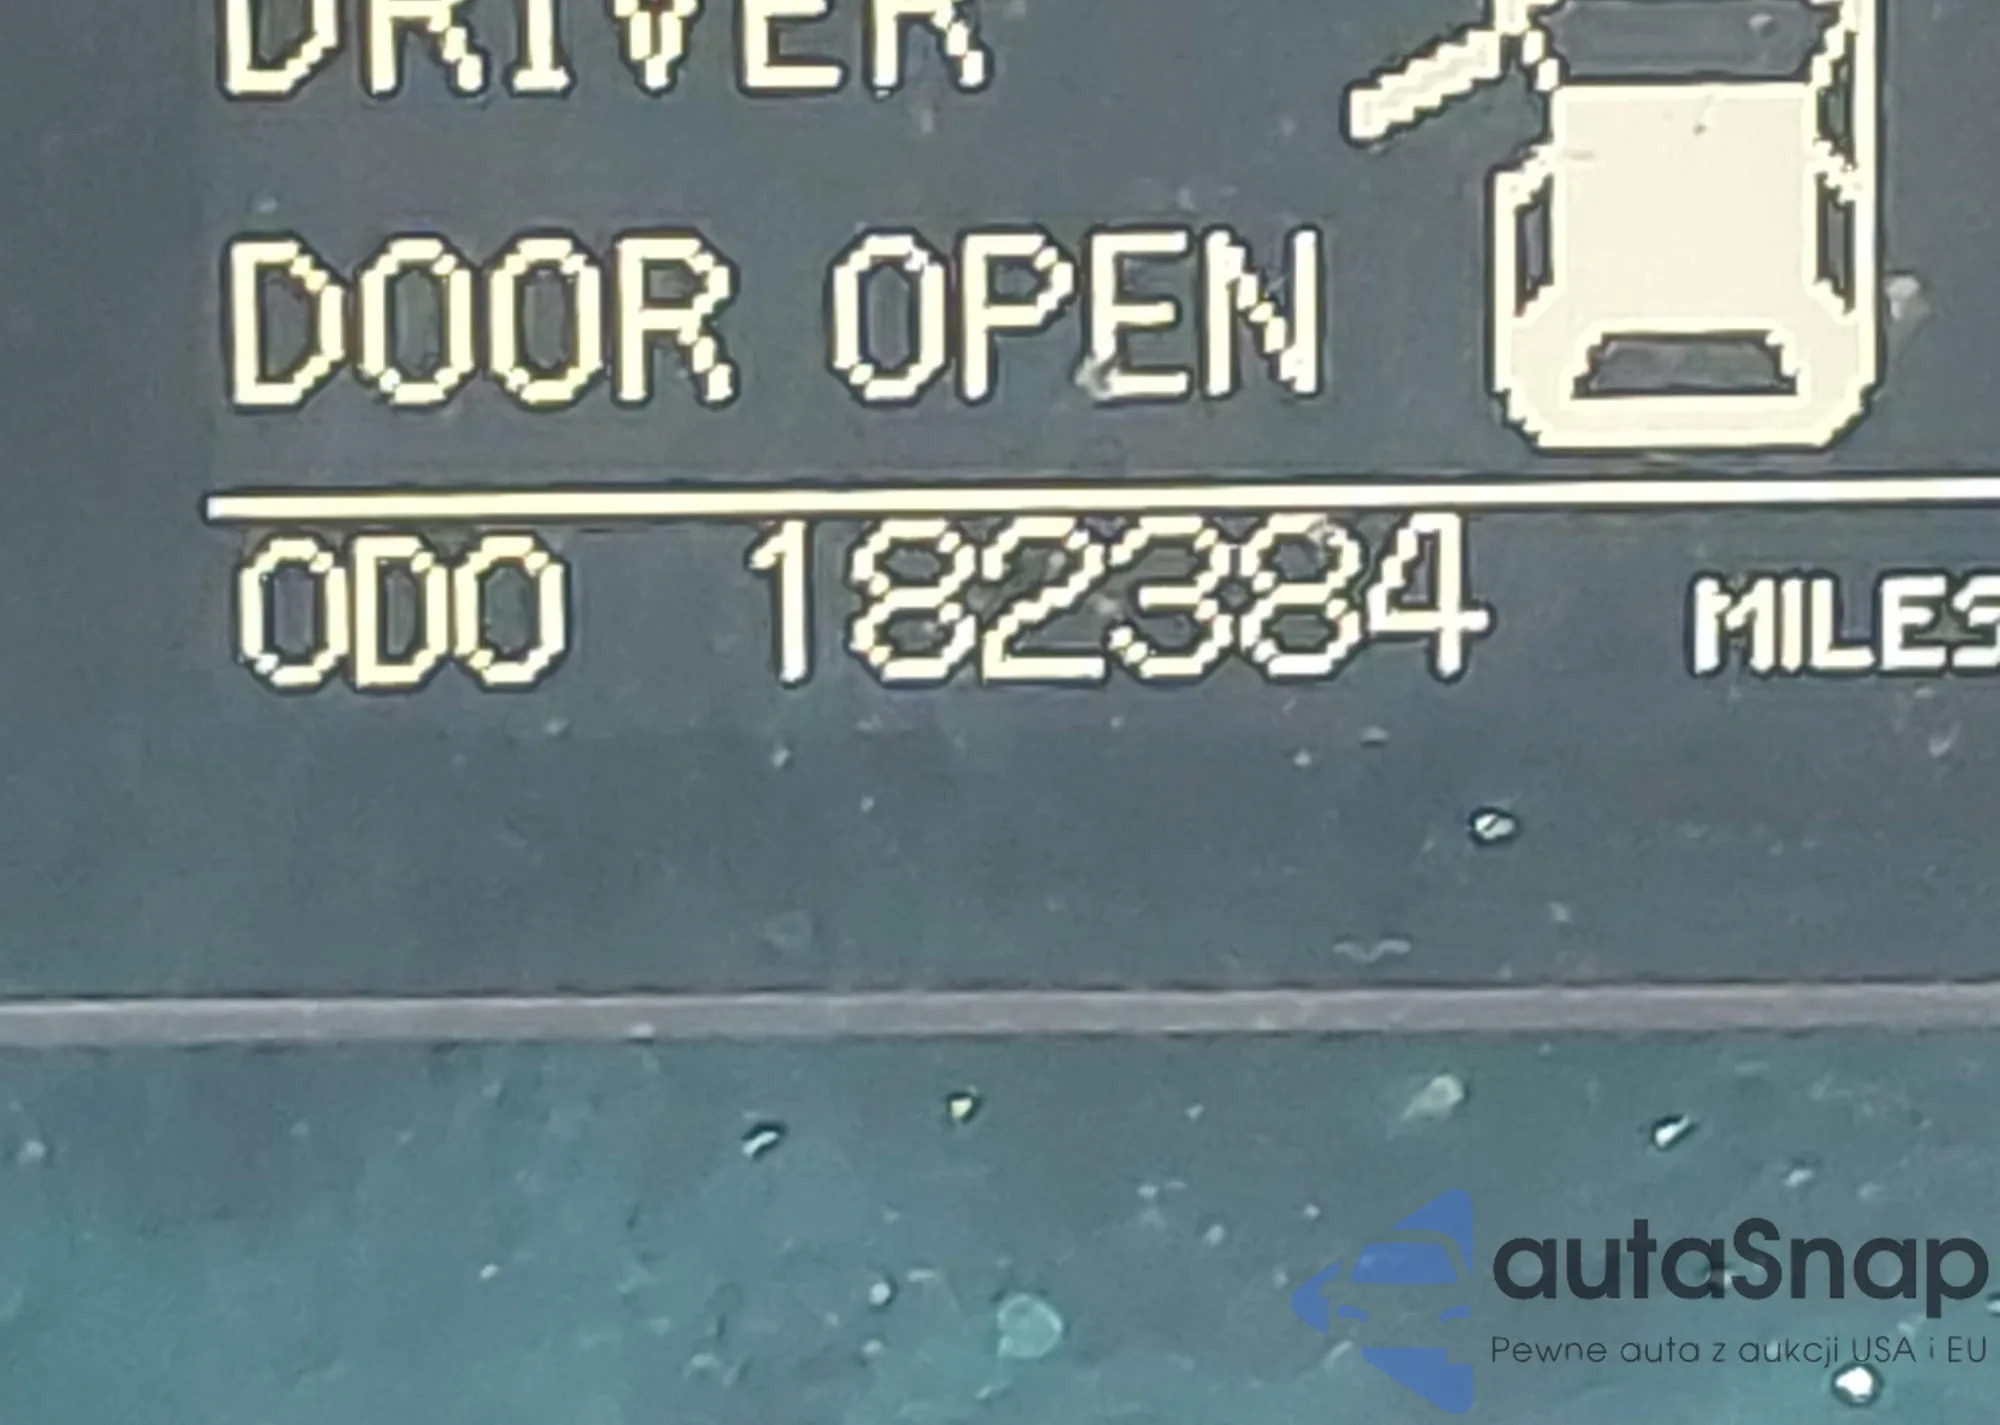 DRIVER
DOOR OPEN
ODO 182384 MILES
autaSnap
Pewne auta z aukcji USA i EU